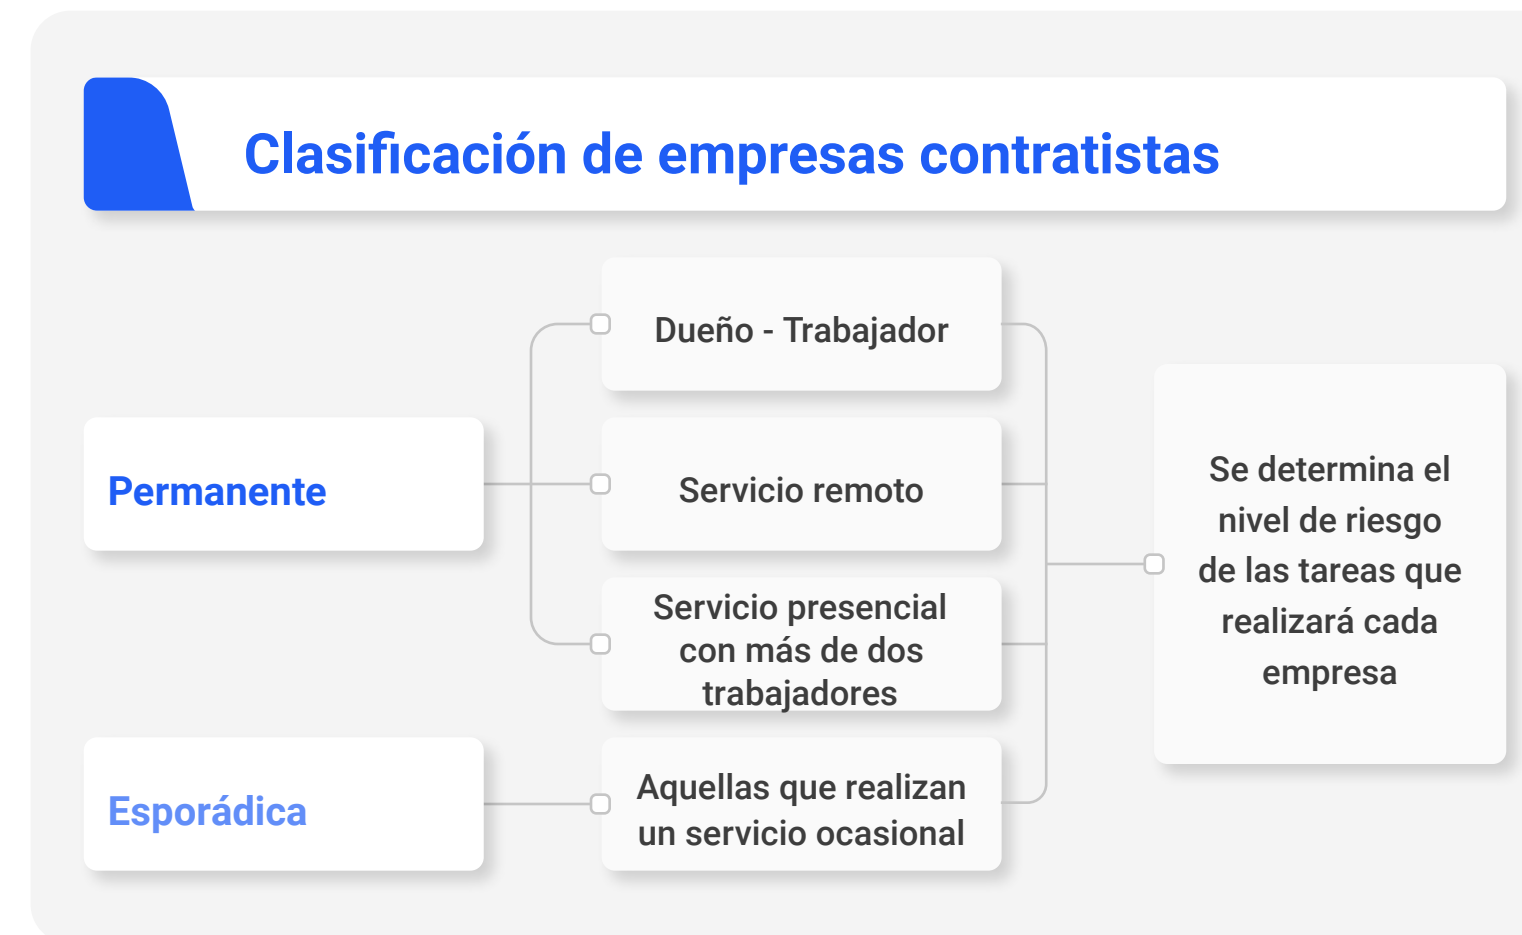 Clasificación de empresas contratistas
Permanente
Dueño - Trabajador
Servicio remoto
Servicio presencial
con más de dos
trabajadores
Esporádica
Aquellas que realizan
un servicio ocasional
Se determina el
nivel de riesgo
de las tareas que
realizará cada
empresa